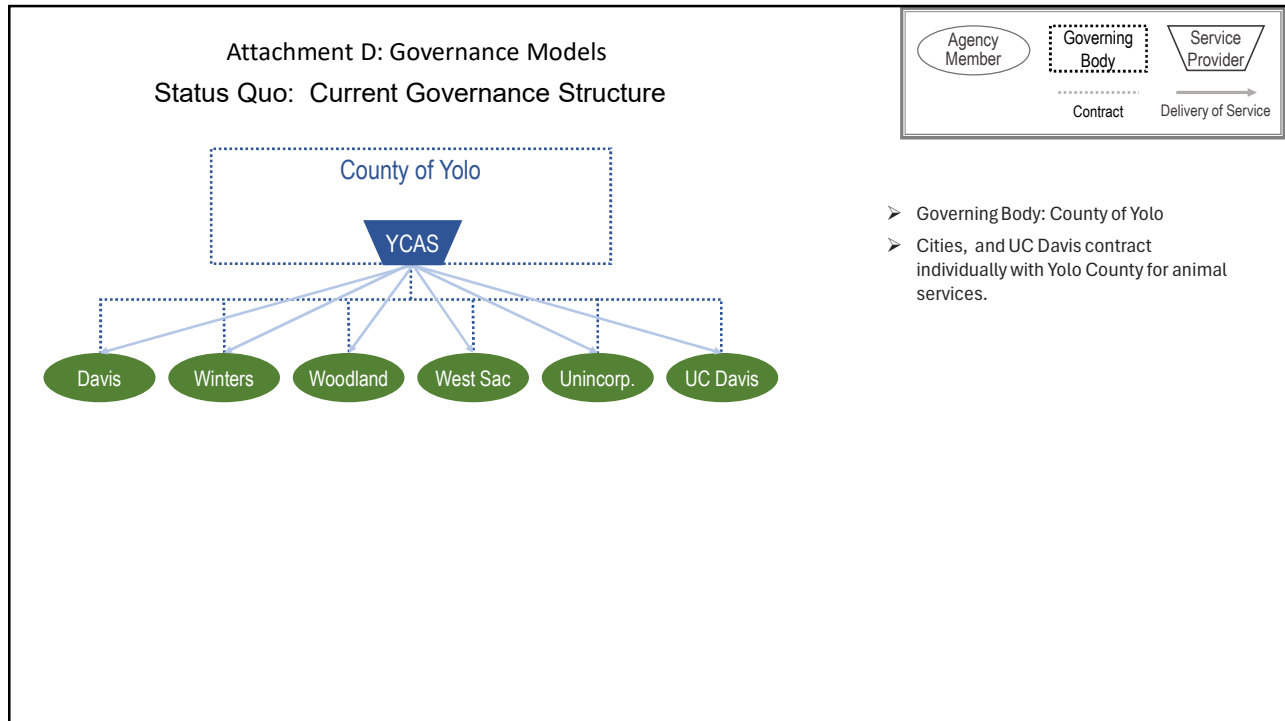 Attachment D: Governance Models
Status Quo: Current Governance Structure
Agency
Member
Governing
Body
Service
Provider
Contract
Delivery of Service
County of Yolo
YCAS
Davis
Winters
Woodland
West Sac
Unincorp.
UC Davis
➢ Governing Body: County of Yolo
➢ Cities, and UC Davis contract
individually with Yolo County for animal
services.